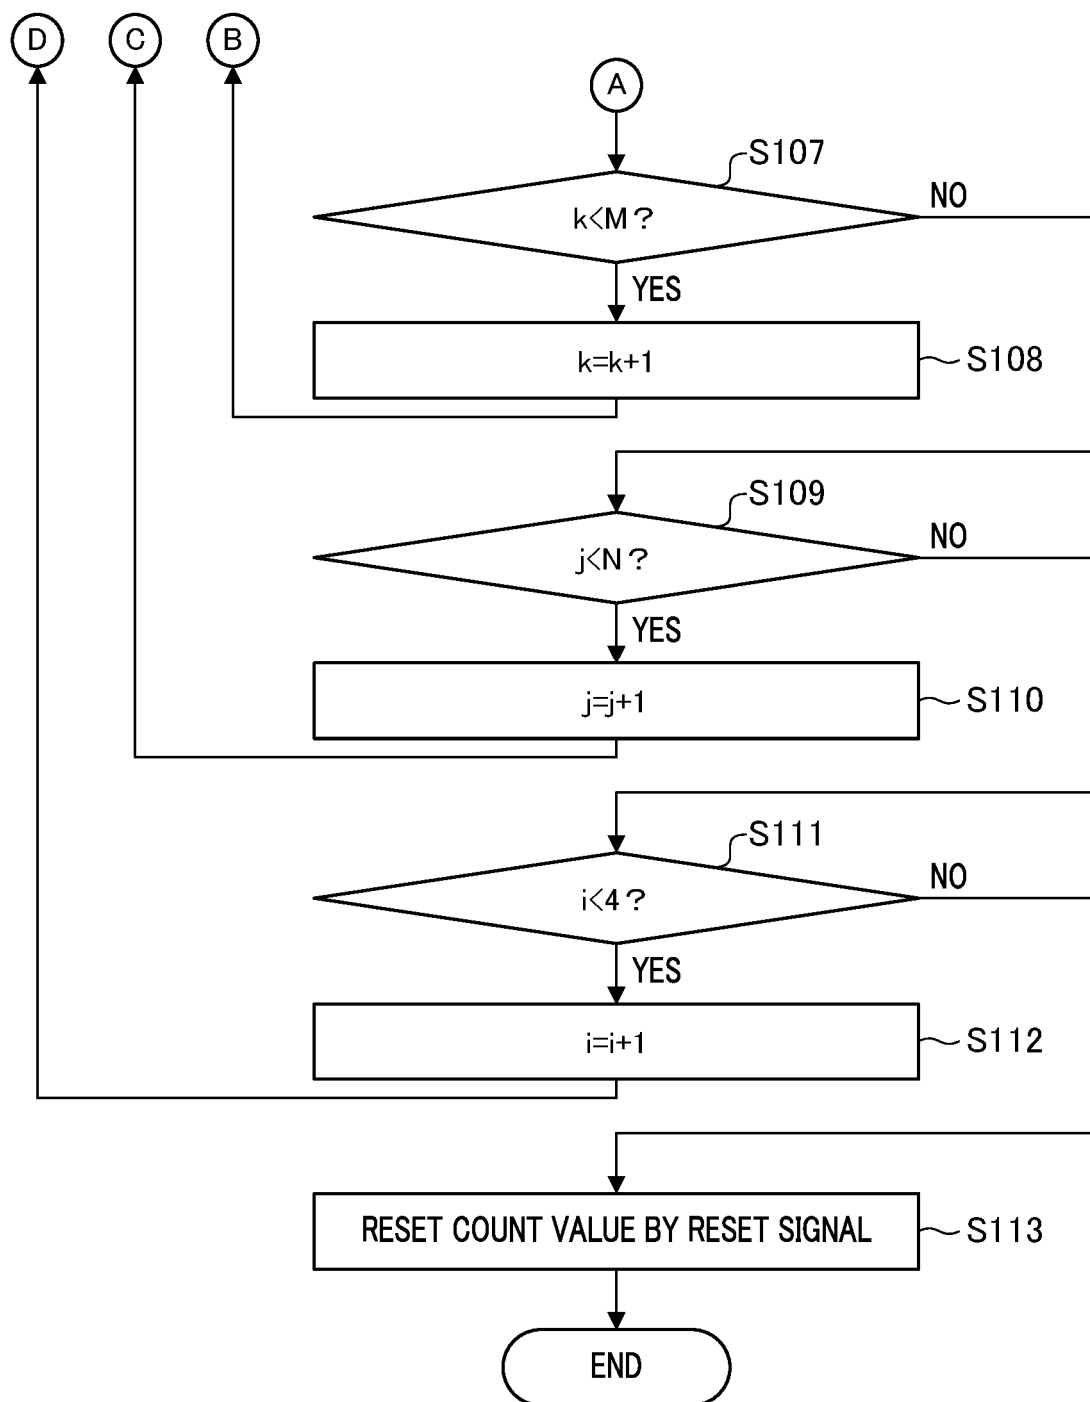 D
C
B
A
S107
k<M?
NO
YES
k=k+1
S108
S109
j<N?
NO
YES
j=j+1
S110
S111
i<4?
NO
YES
i=i+1
S112
RESET COUNT VALUE BY RESET SIGNAL
S113
END